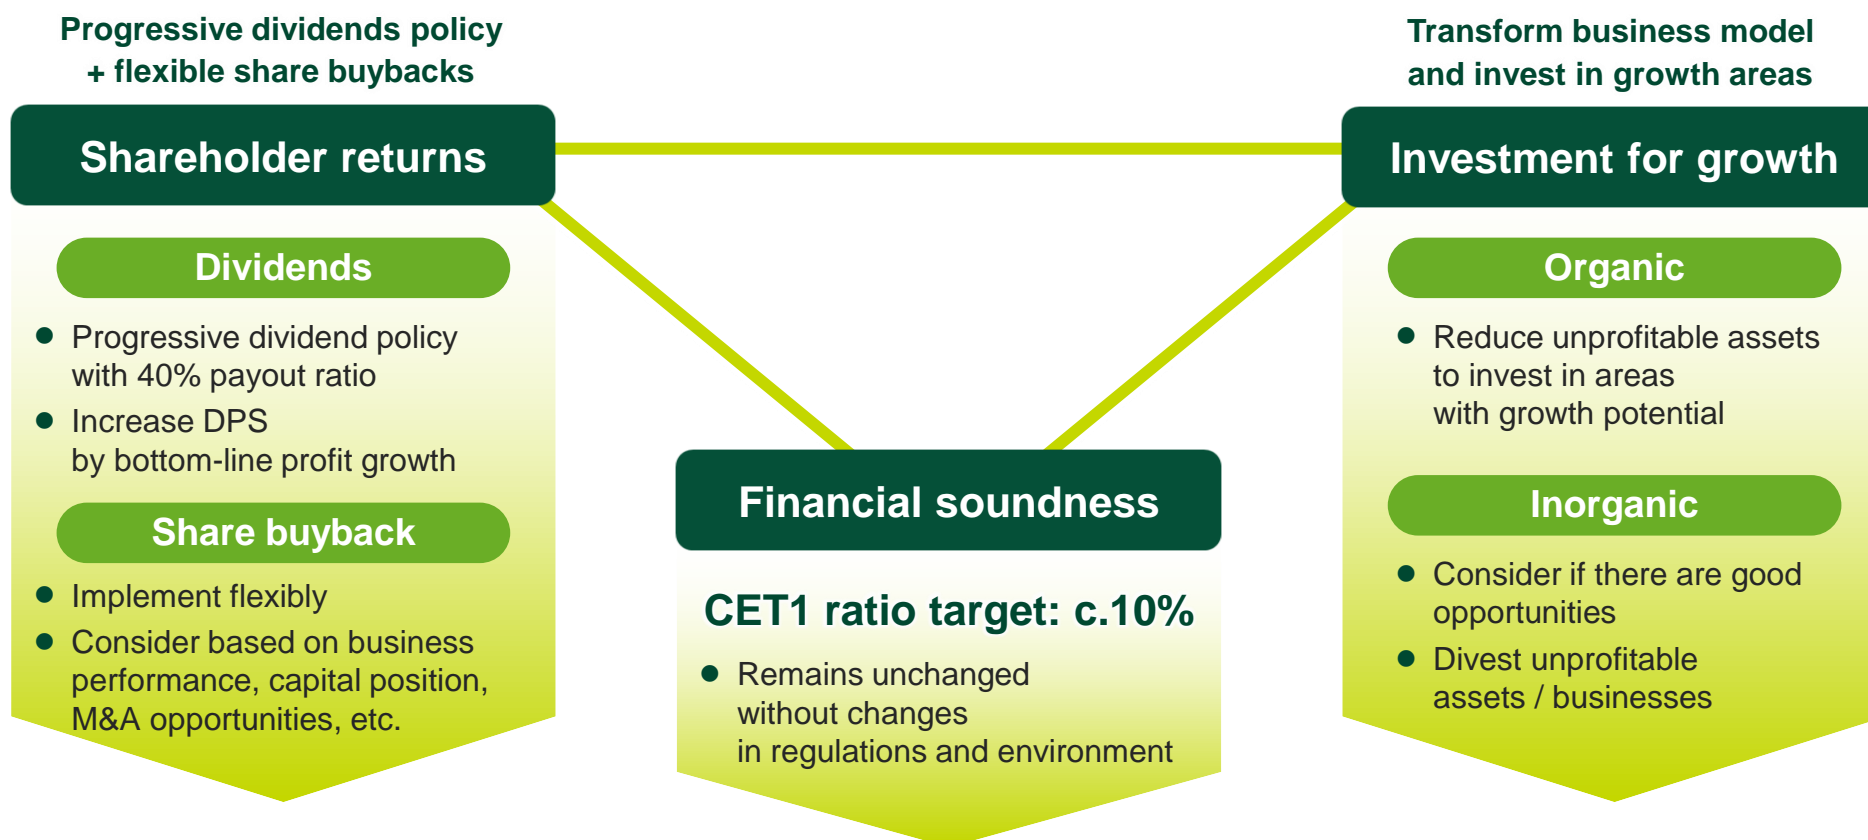 Progressive dividends policy
+ flexible share buybacks
Shareholder returns
Dividends
● Progressive dividend policy
with 40% payout ratio
● Increase DPS
by bottom-line profit growth
Share buyback
● Implement flexibly
● Consider based on business
performance, capital position,
M&A opportunities, etc.
Financial soundness
CET1 ratio target: c.10%
● Remains unchanged
without changes
in regulations and environment
Transform business model
and invest in growth areas
Investment for growth
Organic
● Reduce unprofitable assets
to invest in areas
with growth potential
Inorganic
● Consider if there are good
opportunities
● Divest unprofitable
assets / businesses